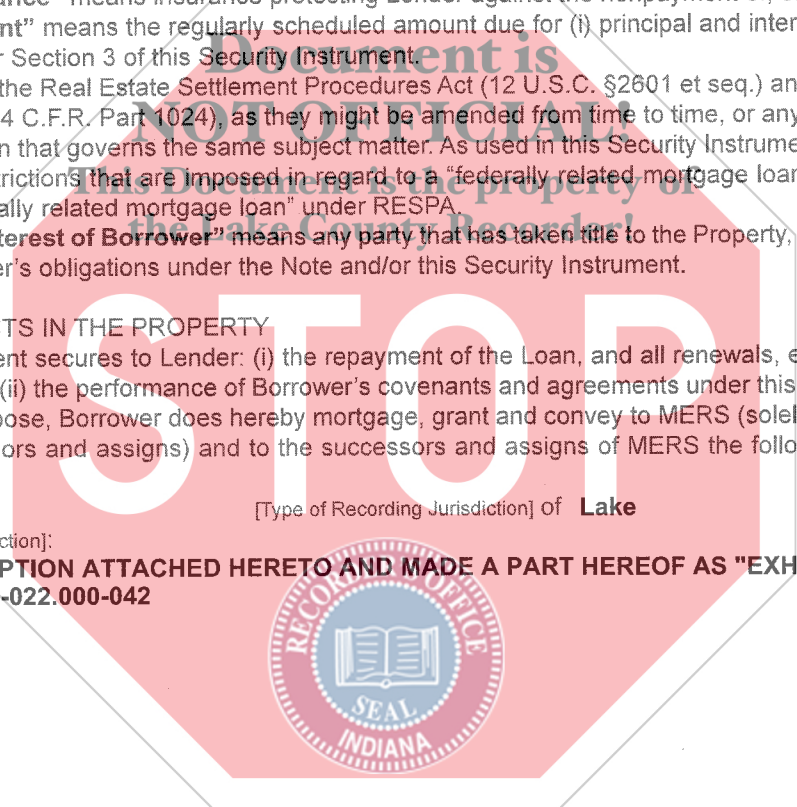 ance" means insurance protecting Lender against the nonpayment of, or
nt" means the regularly scheduled amount due for (i) principal and inter
r Section 3 of this Security Instrument.
Document is
the Real Estate Settlement Procedures Act (12 U.S.C. §2601 et seq.) an
4 C.F.R. Part 1024), as they might be amended from time to time, or any
NOT OFFICIAL!
n that governs the same subject matter. As used in this Security Instrume
rictions that are imposed in regard to a "federally related mortgage loan
This Document is the property of
ally related mortgage loan" under RESPA.
the Lake County Recorder!
terest of Borrower" means any party that has taken title to the Property,
er's obligations under the Note and/or this Security Instrument.
STOP
TS IN THE PROPERTY
ent secures to Lender: (i) the repayment of the Loan, and all renewals, e
(ii) the performance of Borrower's covenants and agreements under this
pose, Borrower does hereby mortgage, grant and convey to MERS (solel
ors and assigns) and to the successors and assigns of MERS the follo
[Type of Recording Jurisdiction] of Lake
ction]:
PTION ATTACHED HERETO AND MADE A PART HEREOF AS "EXH
-022.000-042
RECORDER'S OFFICE
SEAL
INDIANA